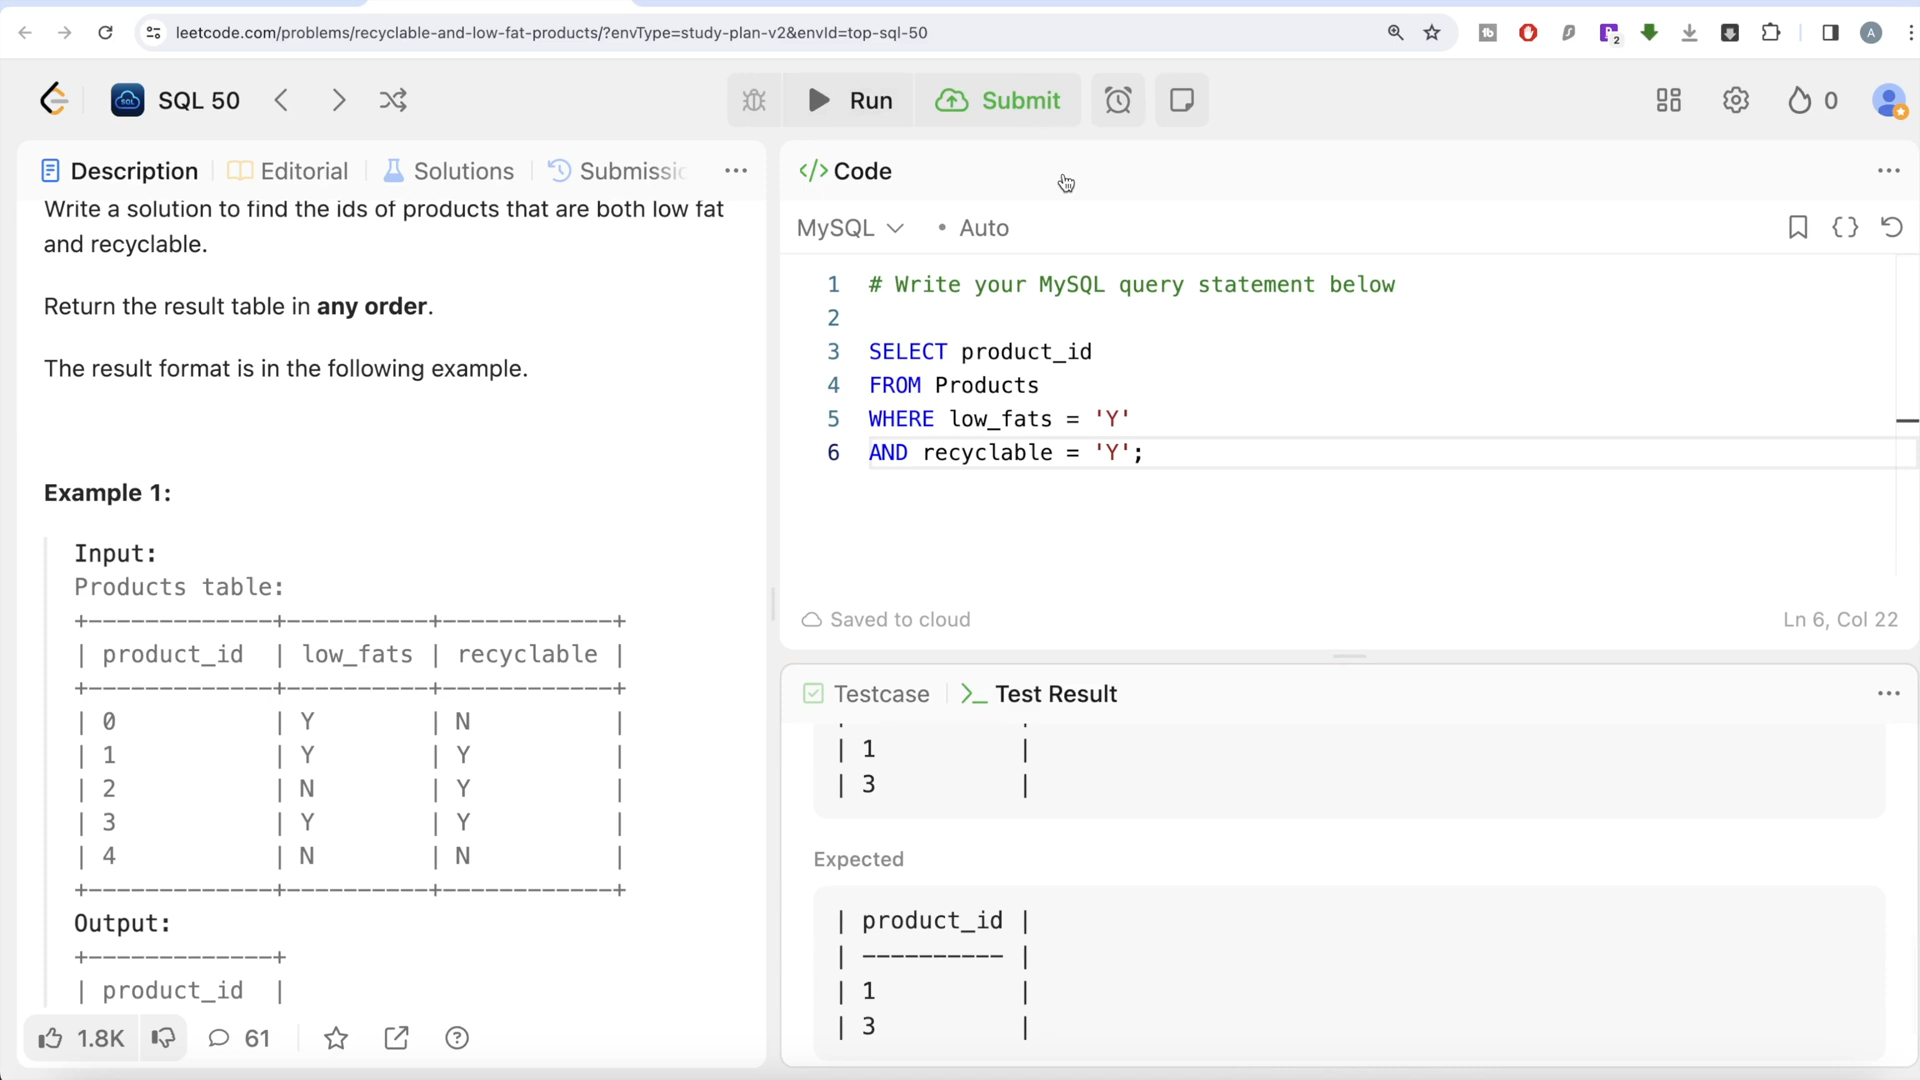 leetcode.com/problems/recyclable-and-low-fat-products/?envType=study-plan-v2&envId=top-sql-50
2
A
SQL
SQL 50
Run
Submit
0
Description
Editorial
Solutions
Submissio
Write a solution to find the ids of products that are both low fat
and recyclable.
Return the result table in any order.
The result format is in the following example.
Example 1:
Input:
Products table:
+-------------+----------+------------+
| product_id  | low_fats | recyclable |
+-------------+----------+------------+
| 0           | Y        | N          |
| 1           | Y        | Y          |
| 2           | N        | Y          |
| 3           | Y        | Y          |
| 4           | N        | N          |
+-------------+----------+------------+
Output:
+-------------+
| product_id  |
1.8K
61
</> Code
MySQL
• Auto
1 # Write your MySQL query statement below
2
3 SELECT product_id
4 FROM Products
5 WHERE low_fats = 'Y'
6 AND recyclable = 'Y';
Saved to cloud
Ln 6, Col 22
Testcase
>_ Test Result
| 1          |
| 3          |
Expected
| product_id |
| ---------- |
| 1          |
| 3          |